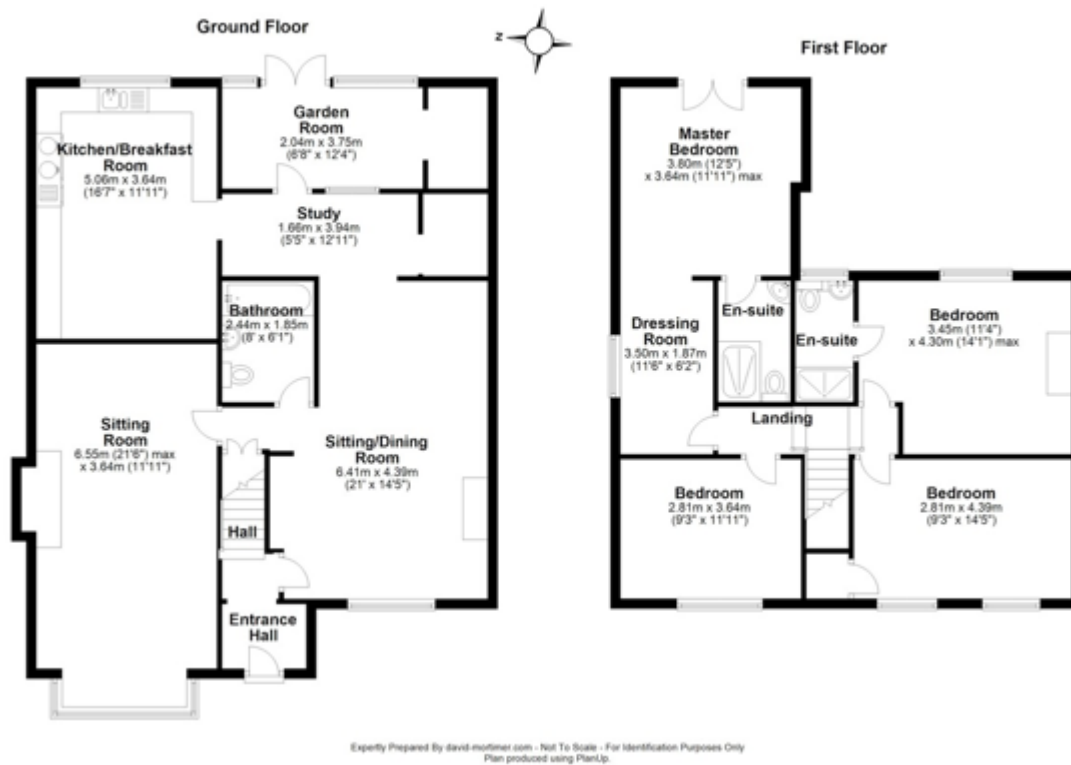 Ground Floor
z
First Floor
Garden
Room
2.04m x 3.75m
(6'8" x 12'4")
Kitchen/Breakfast
Room
5.06m x 3.64m
(16'7" x 11'11")
Study
1.66m x 3.94m
(5'5" x 12'11")
Bathroom
2.44m x 1.85m
(8' x 6'1")
Sitting
Room
6.55m (21'6") max
x 3.64m (11'11")
Sitting/Dining
Room
6.41m x 4.39m
(21' x 14'5")
Hall
Entrance
Hall
Master
Bedroom
3.80m (12'5")
x 3.64m (11'11") max
En-suite
En-suite
Bedroom
3.45m (11'4")
x 4.30m (14'1") max
Dressing
Room
3.50m x 1.87m
(11'6" x 6'2")
Landing
Bedroom
2.81m x 3.64m
(9'3" x 11'11")
Bedroom
2.81m x 4.39m
(9'3" x 14'5")
Expertly Prepared By david-mortimer.com - Not To Scale - For Identification Purposes Only
Plan produced using PlanUp.